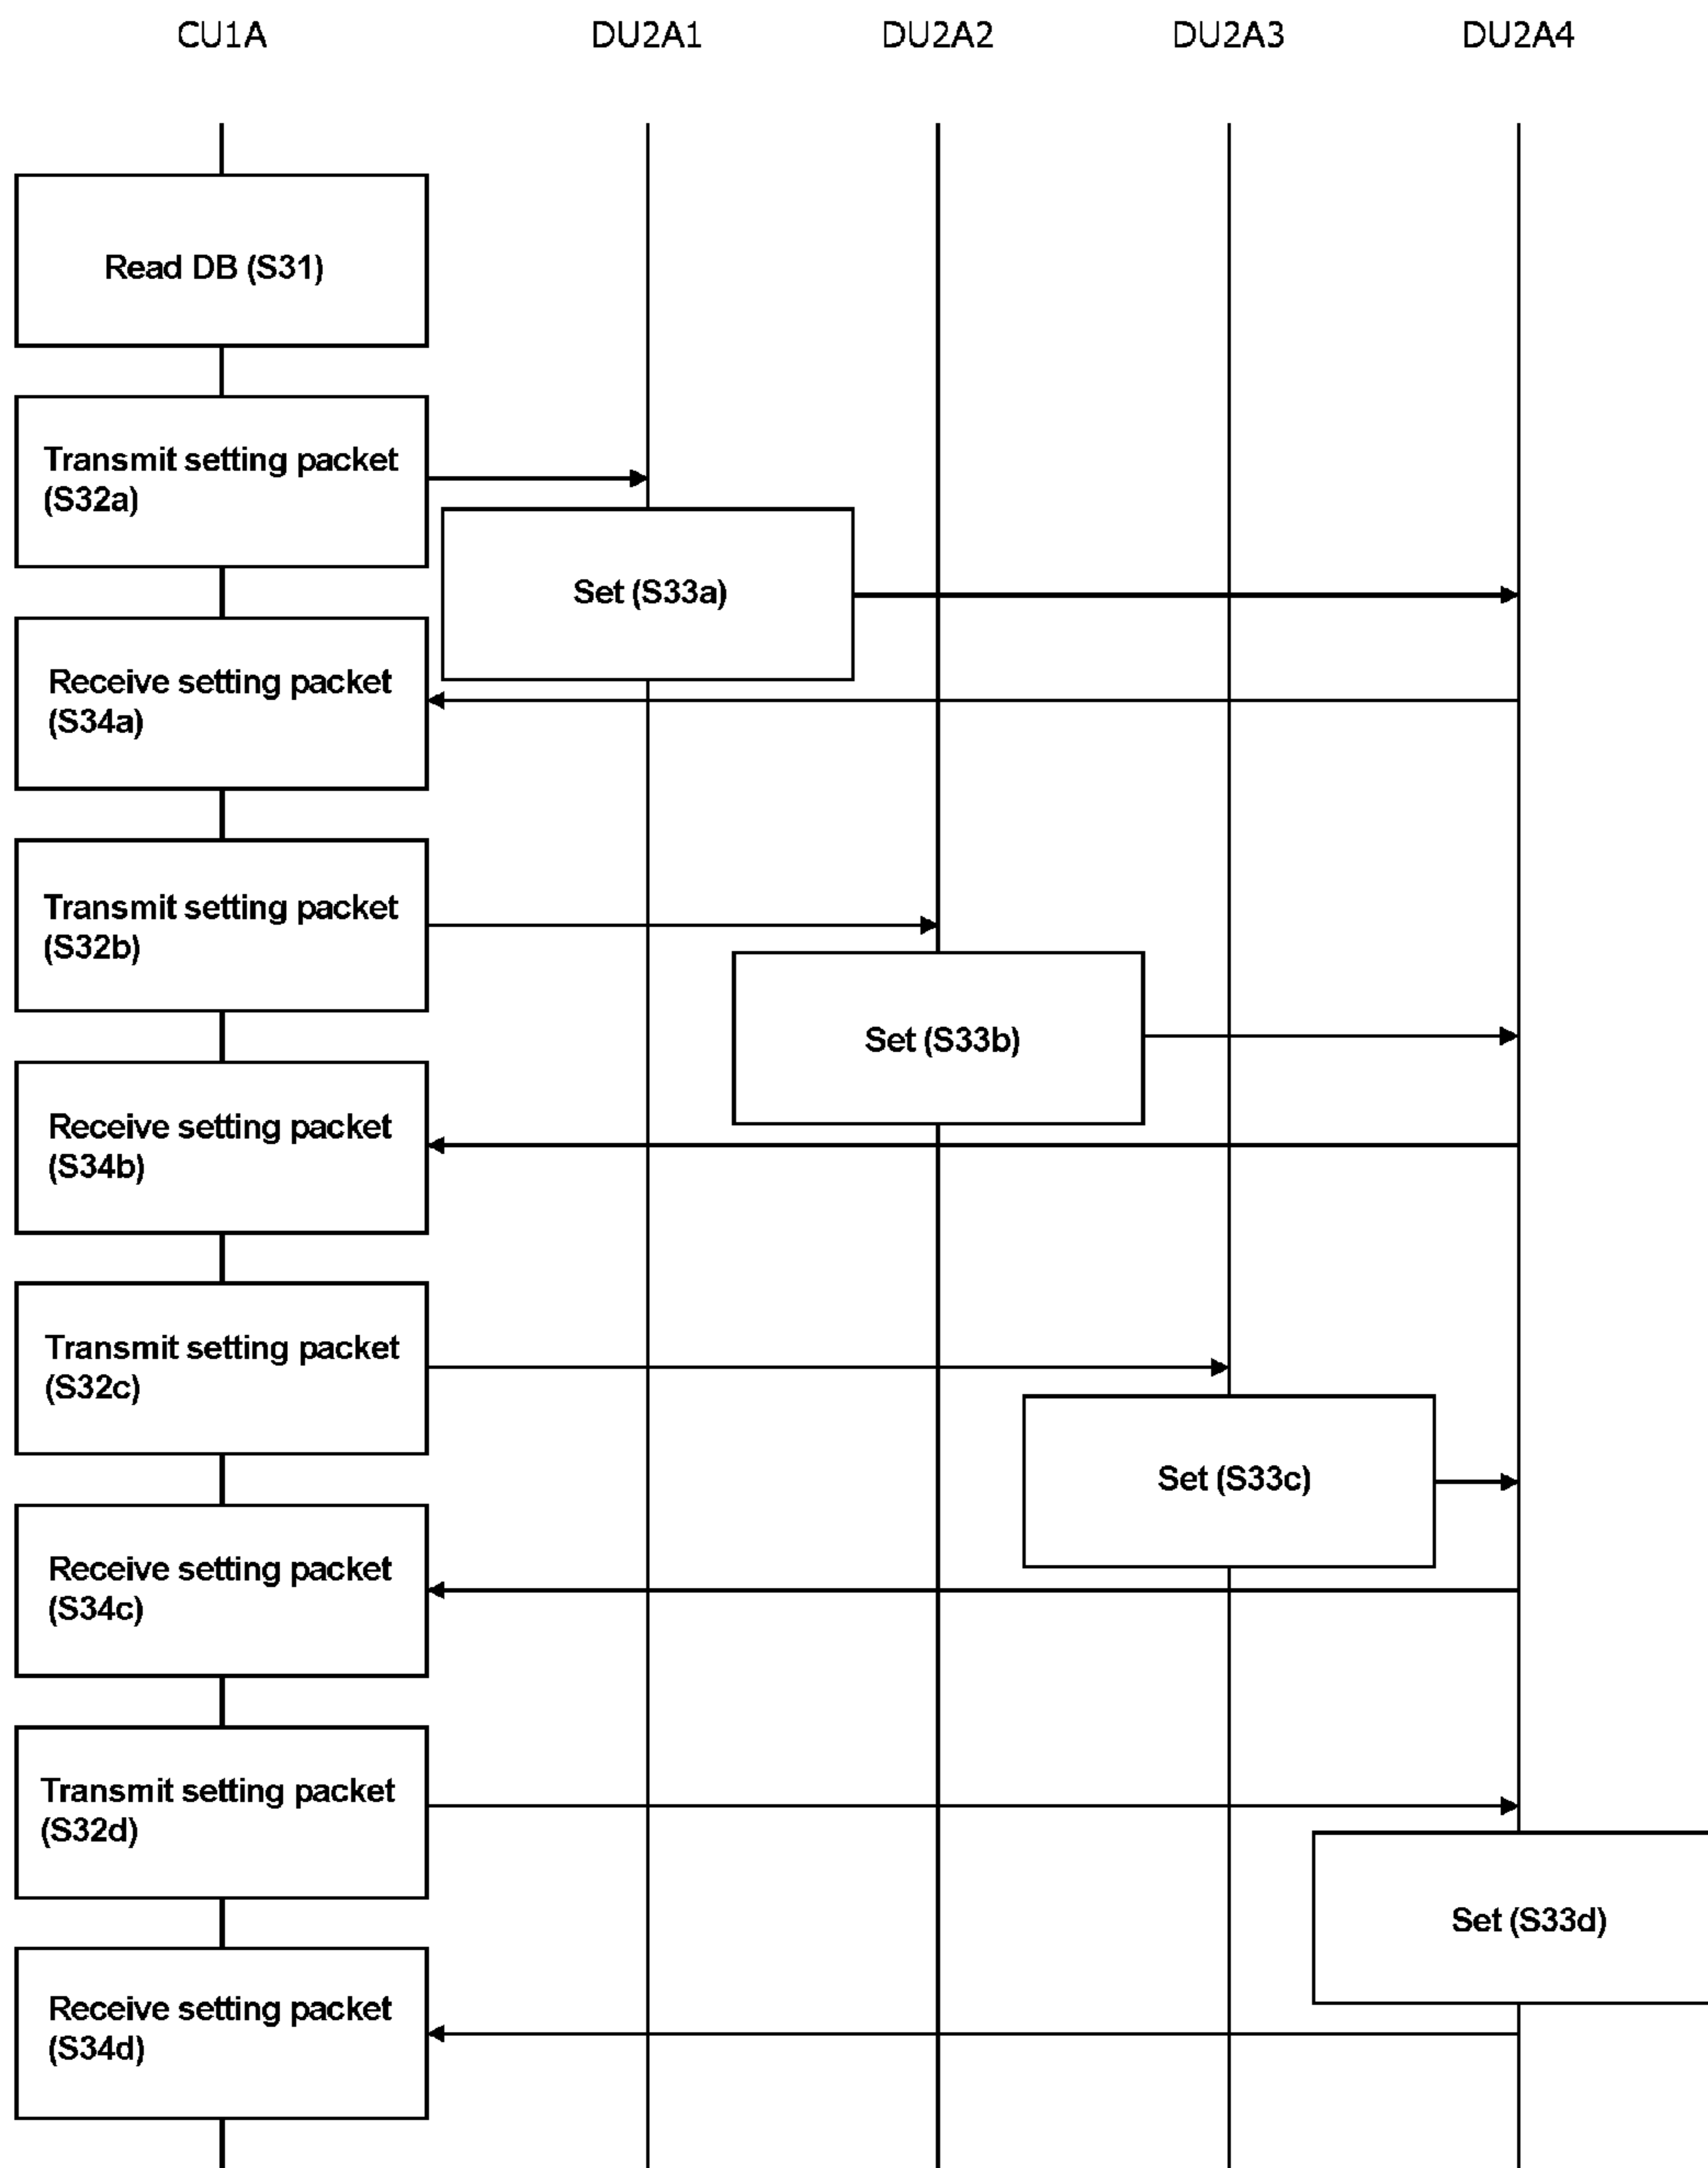 CU1A
DU2A1
DU2A2
DU2A3
DU2A4
Read DB (S31)
Transmit setting packet
(S32a)
Set (S33a)
Receive setting packet
(S34a)
Transmit setting packet
(S32b)
Set (S33b)
Receive setting packet
(S34b)
Transmit setting packet
(S32c)
Set (S33c)
Receive setting packet
(S34c)
Transmit setting packet
(S32d)
Set (S33d)
Receive setting packet
(S34d)